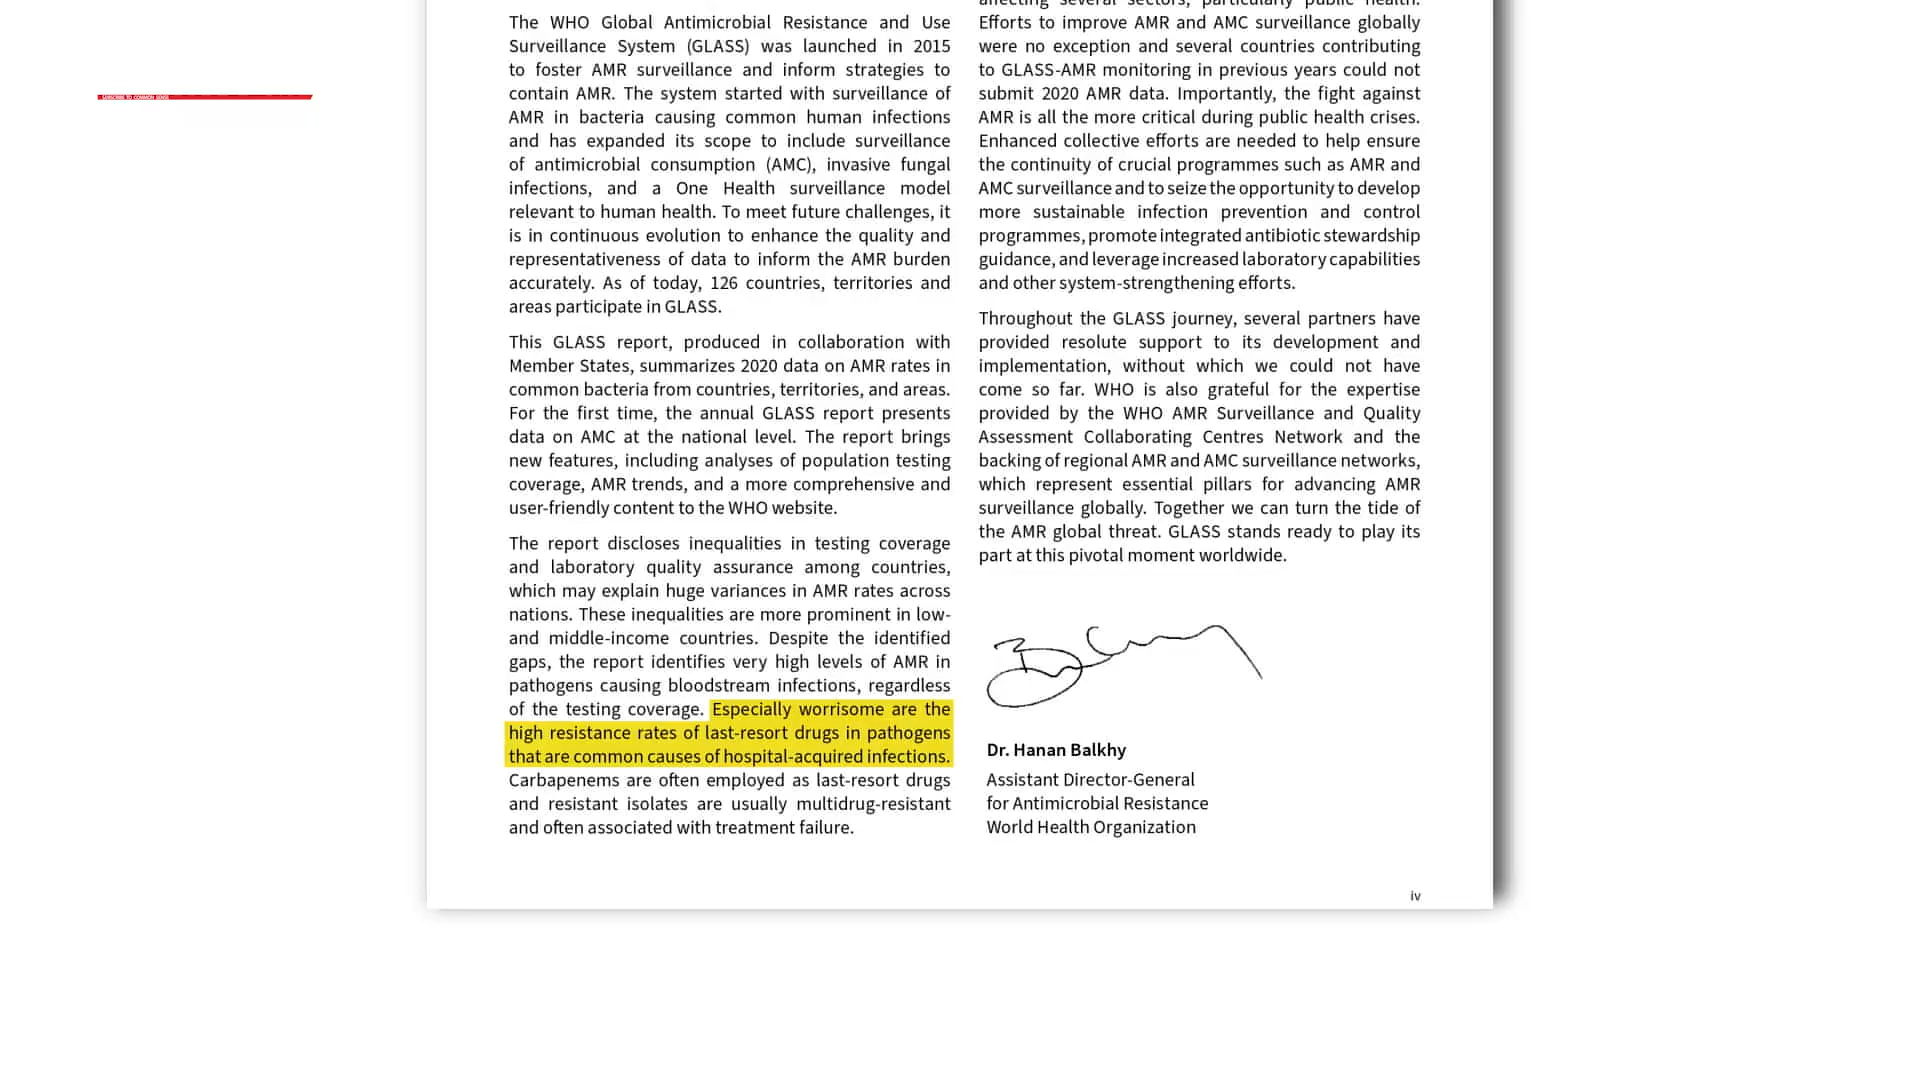 SUBSCRIBE TO COMMON SENSE
The WHO Global Antimicrobial Resistance and Use
Surveillance System (GLASS) was launched in 2015
to foster AMR surveillance and inform strategies to
contain AMR. The system started with surveillance of
AMR in bacteria causing common human infections
and has expanded its scope to include surveillance
of antimicrobial consumption (AMC), invasive fungal
infections, and a One Health surveillance model
relevant to human health. To meet future challenges, it
is in continuous evolution to enhance the quality and
representativeness of data to inform the AMR burden
accurately. As of today, 126 countries, territories and
areas participate in GLASS.
This GLASS report, produced in collaboration with
Member States, summarizes 2020 data on AMR rates in
common bacteria from countries, territories, and areas.
For the first time, the annual GLASS report presents
data on AMC at the national level. The report brings
new features, including analyses of population testing
coverage, AMR trends, and a more comprehensive and
user-friendly content to the WHO website.
The report discloses inequalities in testing coverage
and laboratory quality assurance among countries,
which may explain huge variances in AMR rates across
nations. These inequalities are more prominent in low-
and middle-income countries. Despite the identified
gaps, the report identifies very high levels of AMR in
pathogens causing bloodstream infections, regardless
of the testing coverage. Especially worrisome are the
high resistance rates of last-resort drugs in pathogens
that are common causes of hospital-acquired infections.
Carbapenems are often employed as last-resort drugs
and resistant isolates are usually multidrug-resistant
and often associated with treatment failure.
affecting several sectors, particularly public health.
Efforts to improve AMR and AMC surveillance globally
were no exception and several countries contributing
to GLASS-AMR monitoring in previous years could not
submit 2020 AMR data. Importantly, the fight against
AMR is all the more critical during public health crises.
Enhanced collective efforts are needed to help ensure
the continuity of crucial programmes such as AMR and
AMC surveillance and to seize the opportunity to develop
more sustainable infection prevention and control
programmes, promote integrated antibiotic stewardship
guidance, and leverage increased laboratory capabilities
and other system-strengthening efforts.
Throughout the GLASS journey, several partners have
provided resolute support to its development and
implementation, without which we could not have
come so far. WHO is also grateful for the expertise
provided by the WHO AMR Surveillance and Quality
Assessment Collaborating Centres Network and the
backing of regional AMR and AMC surveillance networks,
which represent essential pillars for advancing AMR
surveillance globally. Together we can turn the tide of
the AMR global threat. GLASS stands ready to play its
part at this pivotal moment worldwide.
Dr. Hanan Balkhy
Assistant Director-General
for Antimicrobial Resistance
World Health Organization
iv